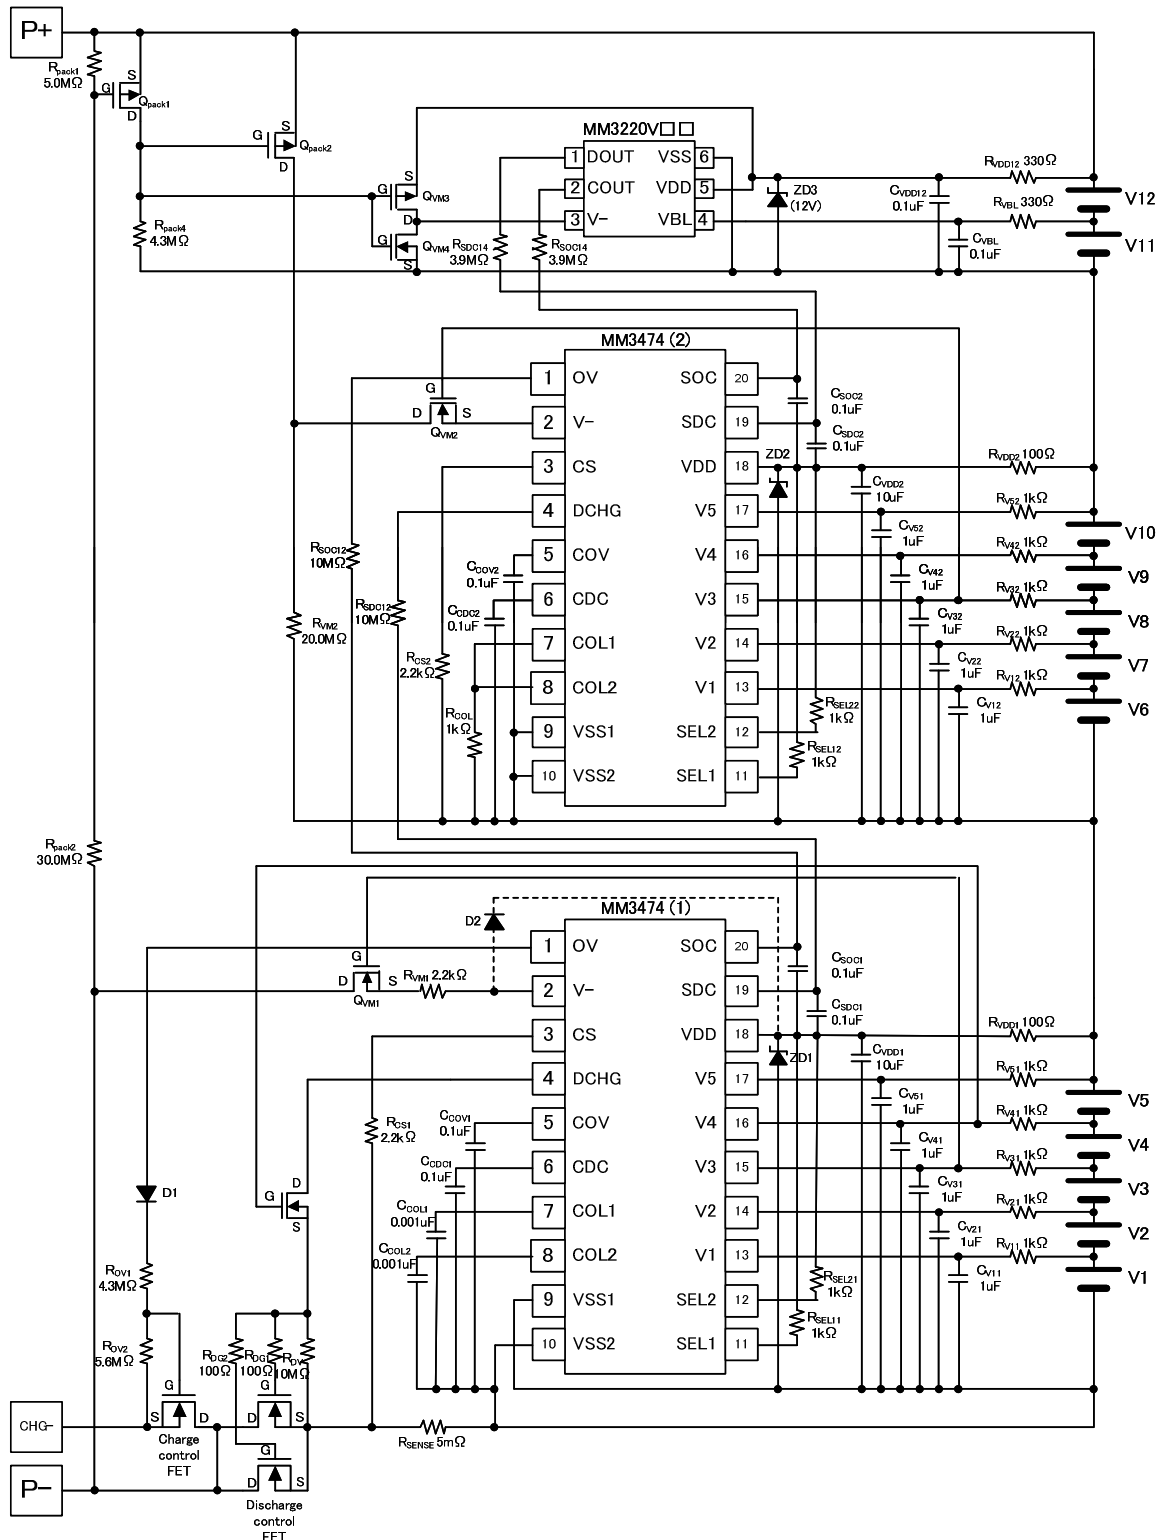 P+
Rpack1
5.0MΩ
S
G
Qpack1
D
S
G
Qpack2
D
Rpack4
4.3MΩ
S
G
QVM3
D
G
QVM4
S
MM3220V□□
1 DOUT VSS 6
2 COUT VDD 5
3 V- VBL 4
RSDC14
3.9MΩ
RSOC14
3.9MΩ
ZD3
(12V)
CVDD12
0.1uF
CVBL
0.1uF
RVDD12 330Ω
RVBL 330Ω
V12
V11
MM3474 (2)
1 OV SOC 20
2 V- SDC 19
3 CS VDD 18
4 DCHG V5 17
5 COV V4 16
6 CDC V3 15
7 COL1 V2 14
8 COL2 V1 13
9 VSS1 SEL2 12
10 VSS2 SEL1 11
G
D S
QVM2
CSOC2
0.1uF
CSDC2
0.1uF
ZD2
RVDD2 100Ω
CVDD2
10uF
RV52 1kΩ
CV52
1uF
RV42 1kΩ
CV42
1uF
RV32 1kΩ
CV32
1uF
RV22 1kΩ
CV22
1uF
RV12 1kΩ
CV12
1uF
V10
V9
V8
V7
V6
RSOC12
10MΩ
RSDC12
10MΩ
CCOV2
0.1uF
CCDC2
0.1uF
RVM2
20.0MΩ
RCS2
2.2kΩ
RCOL
1kΩ
RSEL22
1kΩ
RSEL12
1kΩ
Rpack2
30.0MΩ
MM3474 (1)
1 OV SOC 20
2 V- SDC 19
3 CS VDD 18
4 DCHG V5 17
5 COV V4 16
6 CDC V3 15
7 COL1 V2 14
8 COL2 V1 13
9 VSS1 SEL2 12
10 VSS2 SEL1 11
D2
G
D S
QVM1
RVM1 2.2kΩ
CSOC1
0.1uF
CSDC1
0.1uF
ZD1
RVDD1 100Ω
CVDD1
10uF
RV51 1kΩ
CV51
1uF
RV41 1kΩ
CV41
1uF
RV31 1kΩ
CV31
1uF
RV21 1kΩ
CV21
1uF
RV11 1kΩ
CV11
1uF
V5
V4
V3
V2
V1
RCS1
2.2kΩ
CCOV1
0.1uF
CCDC1
0.1uF
CCOL1
0.001uF
CCOL2
0.001uF
RSEL21
1kΩ
RSEL11
1kΩ
D1
D
G
S
ROV1
4.3MΩ
ROV2
5.6MΩ
RDG2
100Ω
RDG1
100Ω
RDV
10MΩ
CHG-
G
S D
Charge
control
FET
G
D S
RSENSE 5mΩ
P-
G
D S
Discharge
control
FET